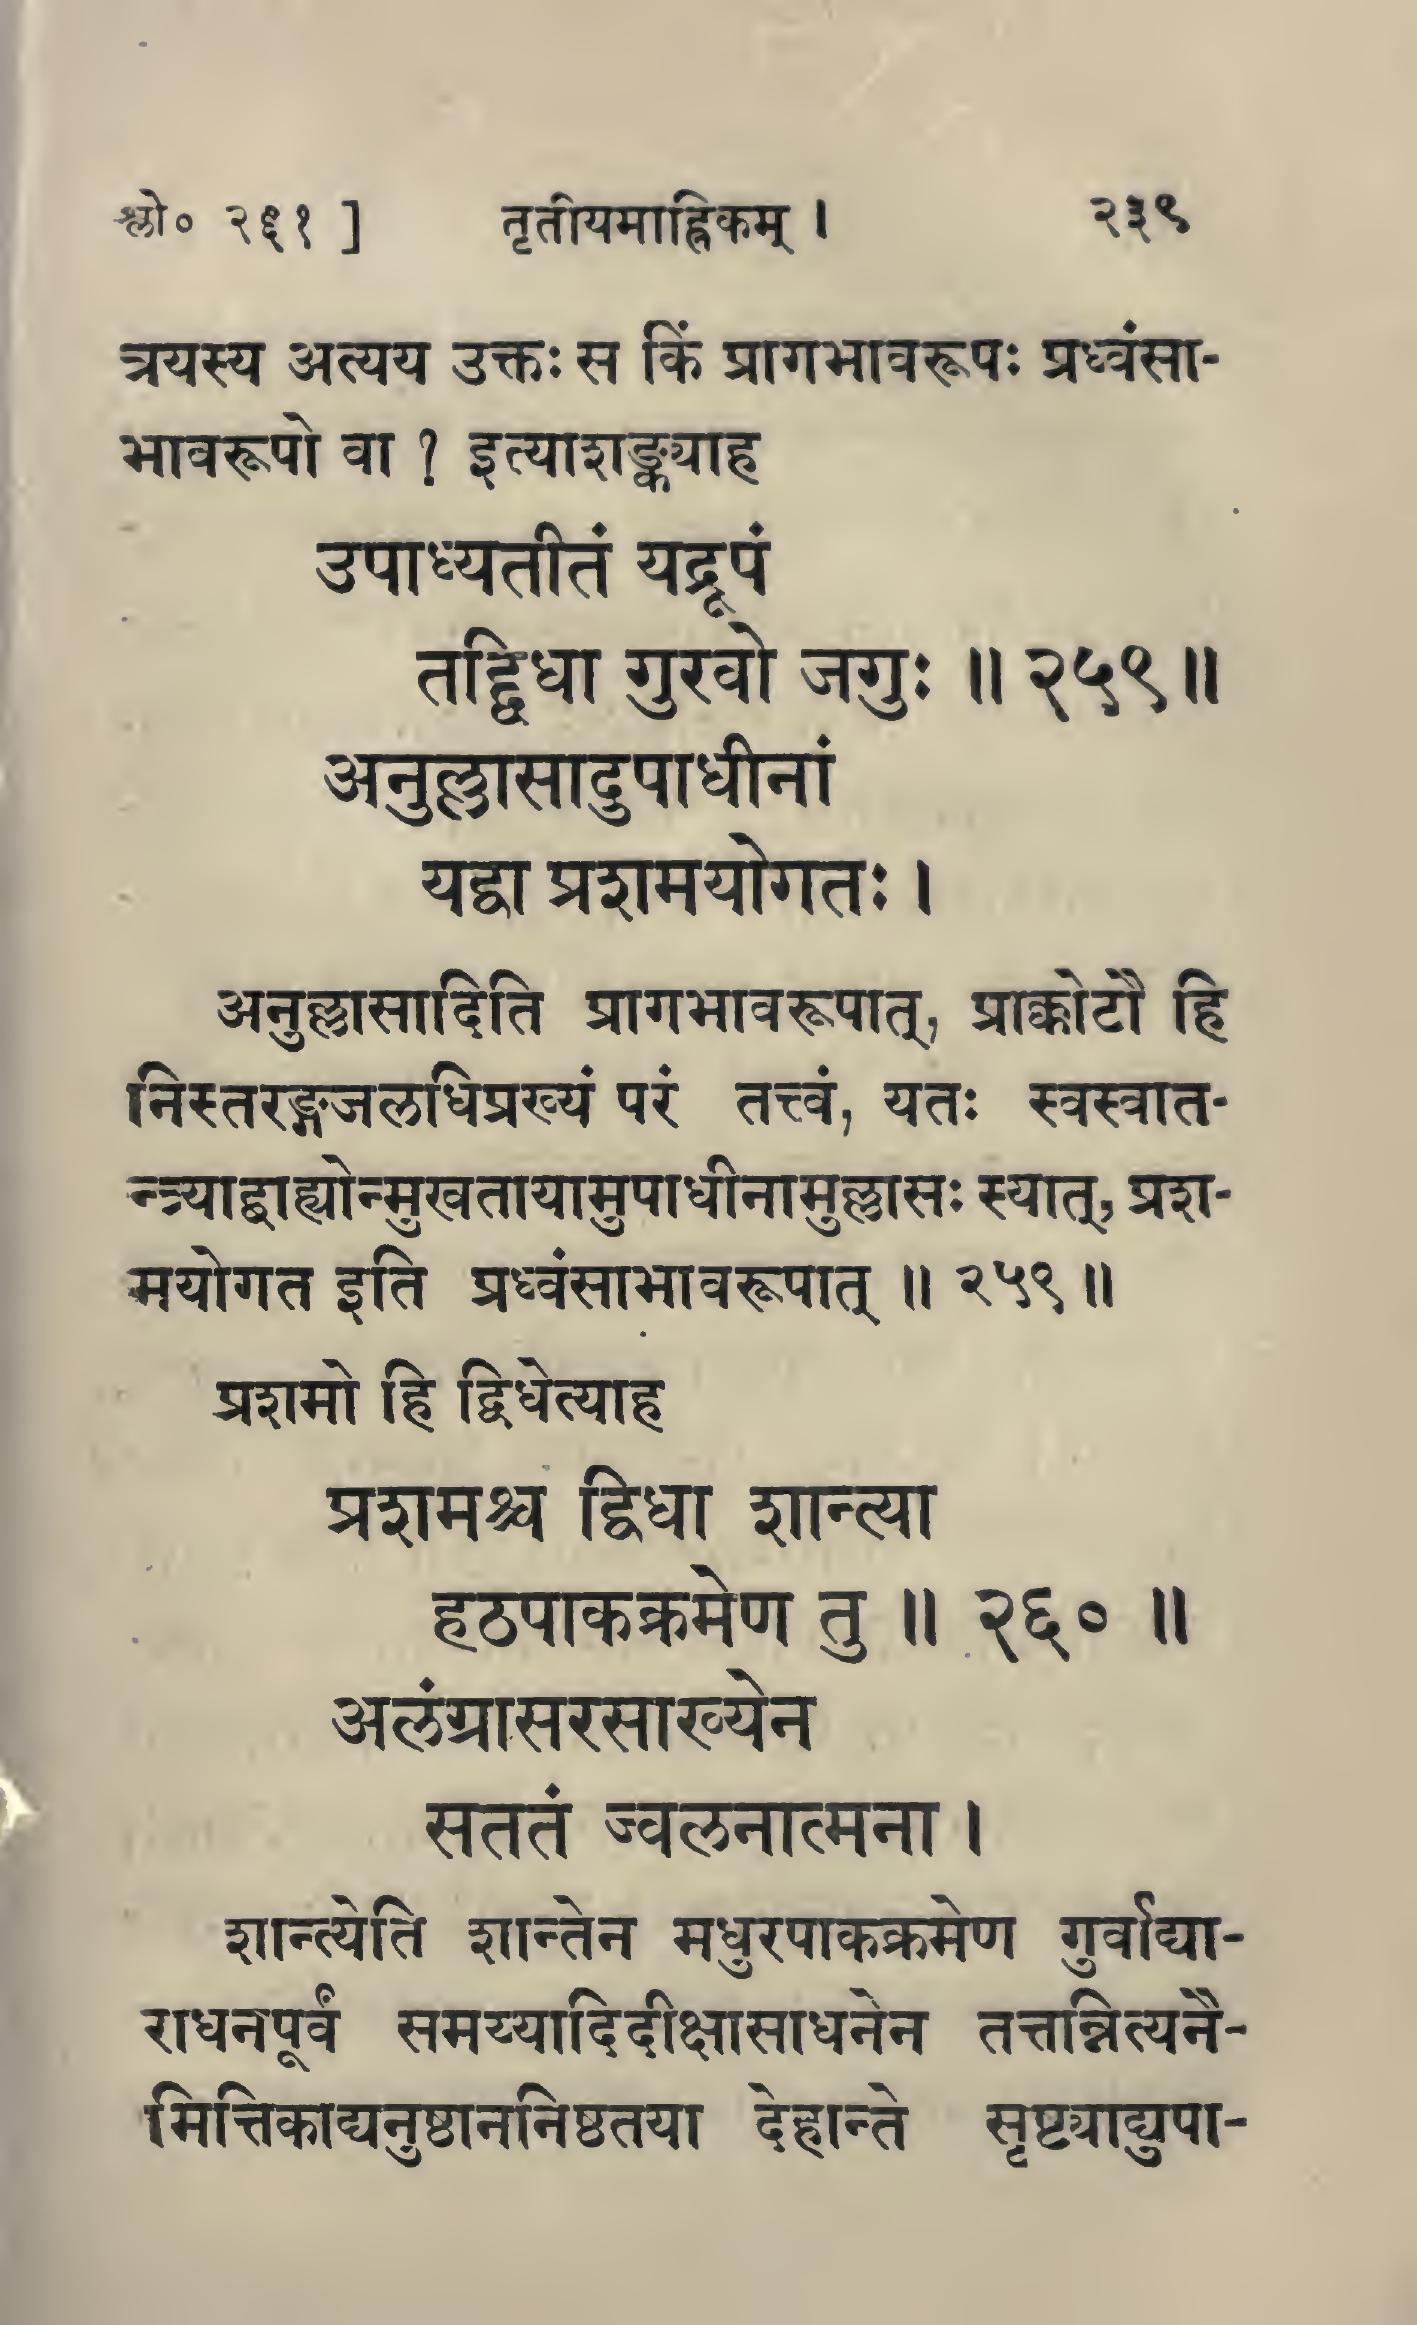 श्लो० २६१ ] तृतीयमाह्निकम् । २३९
त्रयस्य अत्यय उक्तः स किं प्रागभावरूपः प्रध्वंसा-
भावरूपो वा ? इत्याशङ्क्याह
उपाध्यतीतं यद्रूपं
तद्द्विधा गुरवो जगुः ॥ २५९ ॥
अनुल्लासादुपाधीनां
यद्वा प्रशमयोगतः ।
अनुल्लासादिति प्रागभावरूपात्, प्राक्कोटौ हि
निस्तरङ्गजलधिप्रख्यं परं तत्त्वं, यतः स्वस्वात-
न्त्र्याद्बाह्योन्मुखतायामुपाधीनामुल्लासः स्यात्, प्रश-
मयोगत इति प्रध्वंसाभावरूपात् ॥ २५९ ॥
प्रशमो हि द्विधेत्याह
प्रशमश्च द्विधा शान्त्या
हठपाकक्रमेण तु ॥ २६० ॥
अलंग्रासरसाख्येन
सततं ज्वलनात्मना ।
शान्त्येति शान्तेन मधुरपाकक्रमेण गुर्वाद्या-
राधनपूर्वं समय्यादिदीक्षासाधनेन तत्तन्नित्यनै-
मित्तिकाद्यनुष्ठाननिष्ठतया देहान्ते सृष्ट्याद्युपा-